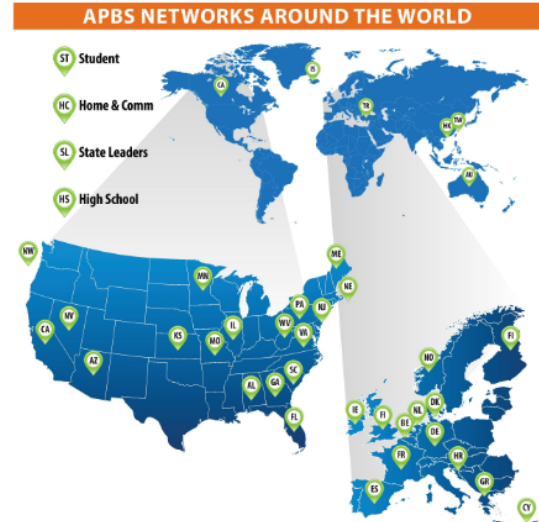 APBS NETWORKS AROUND THE WORLD
ST Student
HC Home & Comm
SL State Leaders
HS High School
CA
IS
TR
HK
TW
AU
NW
MN
ME
NE
CA
NV
AZ
KS
MO
IL
PA
NJ
WV
VA
AL
GA
SC
FL
NO
FI
IE
FI
BE
NL
DK
DE
FR
HR
ES
GR
CY